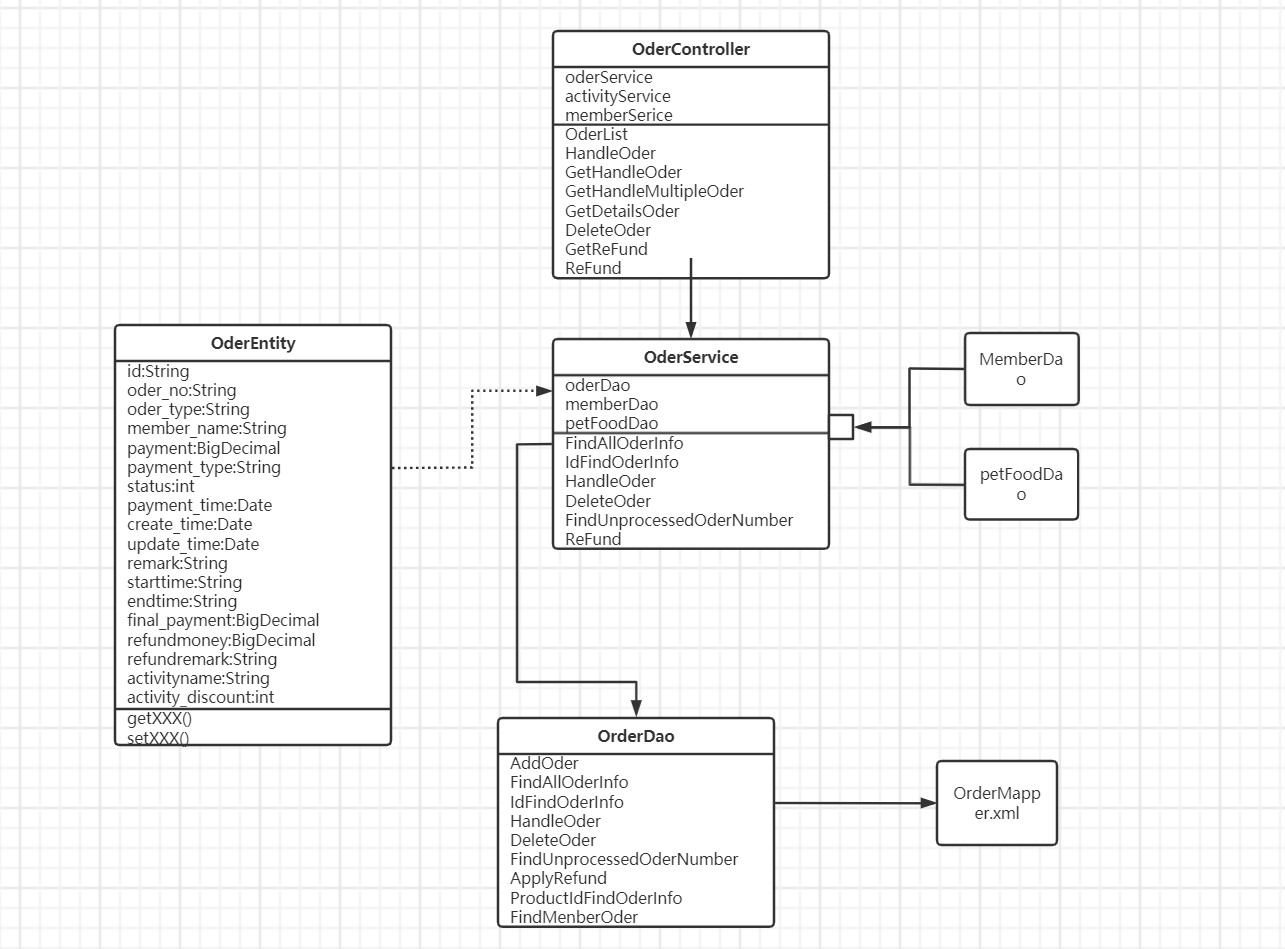 OderController
oderService
activityService
memberSerice
OderList
HandleOder
GetHandleOder
GetHandleMultipleOder
GetDetailsOder
DeleteOder
GetReFund
ReFund
OderEntity
id:String
oder_no:String
oder_type:String
member_name:String
payment:BigDecimal
payment_type:String
status:int
payment_time:Date
create_time:Date
update_time:Date
remark:String
starttime:String
endtime:String
final_payment:BigDecimal
refundmoney:BigDecimal
refundremark:String
activityname:String
activity_discount:int
getXXX()
setXXX()
OderService
oderDao
memberDao
petFoodDao
FindAllOderInfo
IdFindOderInfo
HandleOder
DeleteOder
FindUnprocessedOderNumber
ReFund
MemberDa
o
petFoodDa
o
OrderDao
AddOder
FindAllOderInfo
IdFindOderInfo
HandleOder
DeleteOder
FindUnprocessedOderNumber
ApplyRefund
ProductIdFindOderInfo
FindMenberOder
OrderMapp
er.xml